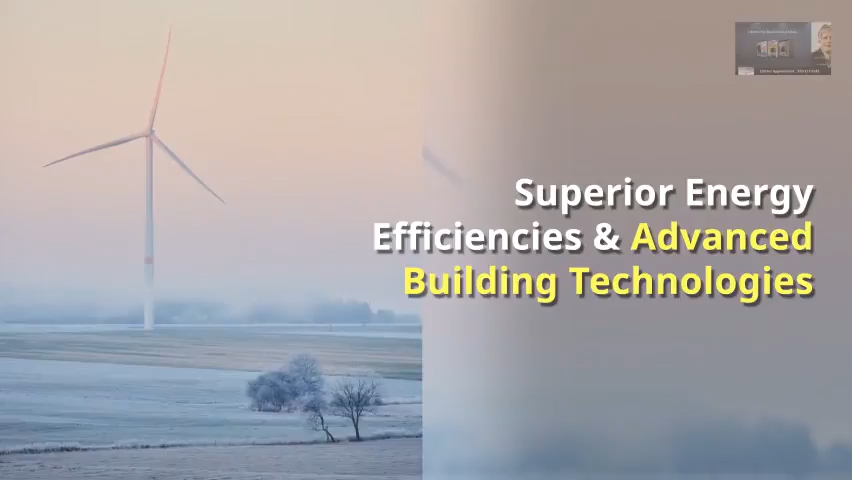 Superior Energy
Efficiencies & Advanced
Building Technologies